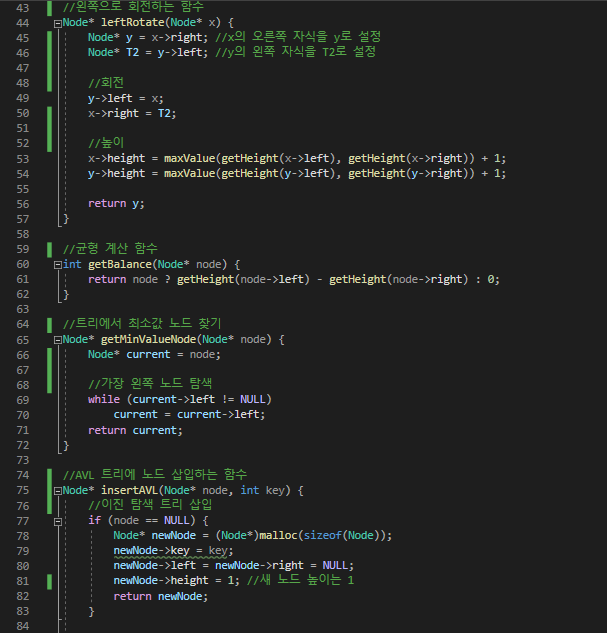 43 //왼쪽으로 회전하는 함수
44 Node* leftRotate(Node* x) {
45     Node* y = x->right; //x의 오른쪽 자식을 y로 설정
46     Node* T2 = y->left; //y의 왼쪽 자식을 T2로 설정
47
48     //회전
49     y->left = x;
50     x->right = T2;
51
52     //높이
53     x->height = maxValue(getHeight(x->left), getHeight(x->right)) + 1;
54     y->height = maxValue(getHeight(y->left), getHeight(y->right)) + 1;
55
56     return y;
57 }
58
59 //균형 계산 함수
60 int getBalance(Node* node) {
61     return node ? getHeight(node->left) - getHeight(node->right) : 0;
62 }
63
64 //트리에서 최소값 노드 찾기
65 Node* getMinValueNode(Node* node) {
66     Node* current = node;
67
68     //가장 왼쪽 노드 탐색
69     while (current->left != NULL)
70         current = current->left;
71     return current;
72 }
73
74 //AVL 트리에 노드 삽입하는 함수
75 Node* insertAVL(Node* node, int key) {
76     //이진 탐색 트리 삽입
77     if (node == NULL) {
78         Node* newNode = (Node*)malloc(sizeof(Node));
79         newNode->key = key;
80         newNode->left = newNode->right = NULL;
81         newNode->height = 1; //새 노드 높이는 1
82         return newNode;
83     }
84